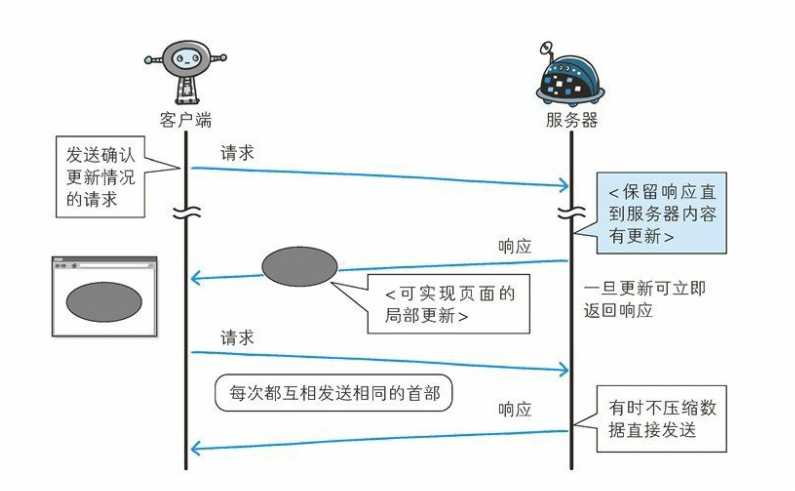 客户端
服务器
发送确认
更新情况
的请求
请求
<保留响应直
到服务器内容
有更新>
响应
<可实现页面的
局部更新>
一旦更新可立即
返回响应
请求
每次都互相发送相同的首部
响应
有时不压缩数
据直接发送